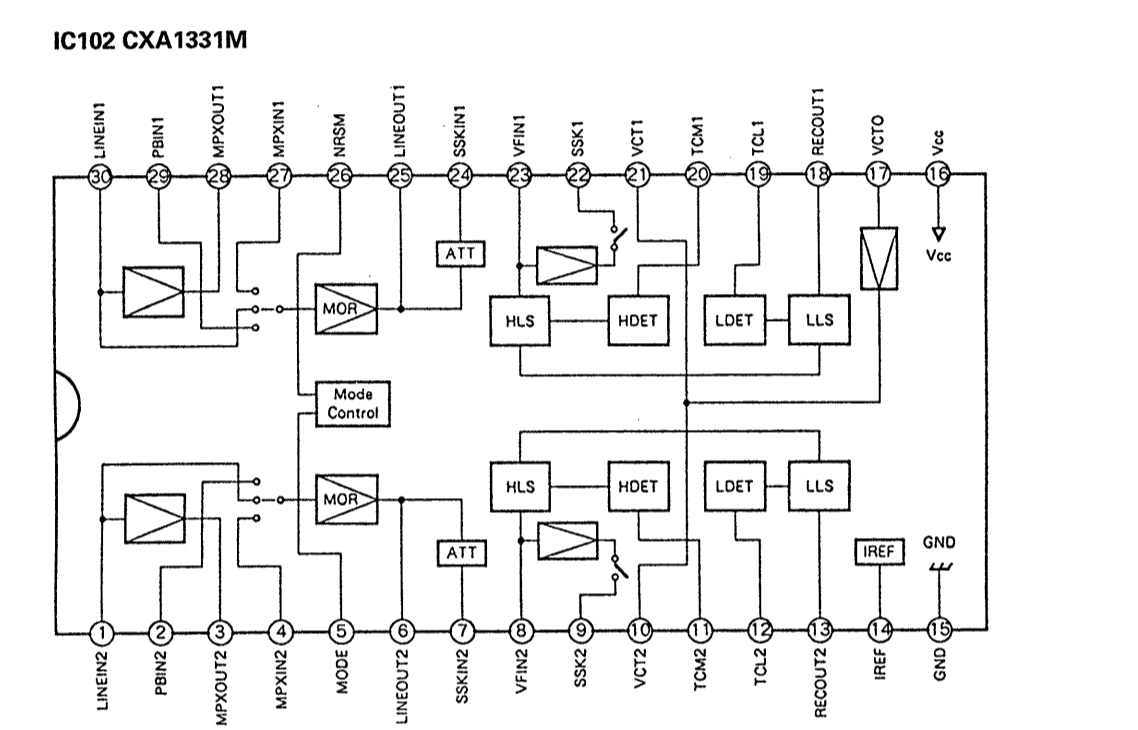 IC102 CXA1331M
LINEIN1 PBIN1 MPXOUT1 MPXIN1 NRSM LINEOUT1 SSKIN1 VFIN1 SSK1 VCT1 TCM1 TCL1 RECOUT1 VCTO Vcc
30 29 28 27 26 25 24 23 22 21 20 19 18 17 16
ATT
Vcc
MOR
HLS HDET LDET LLS
Mode
Control
HLS HDET LDET LLS
MOR
ATT
IREF GND
1 2 3 4 5 6 7 8 9 10 11 12 13 14 15
LINEIN2 PBIN2 MPXOUT2 MPXIN2 MODE LINEOUT2 SSKIN2 VFIN2 SSK2 VCT2 TCM2 TCL2 RECOUT2 IREF GND